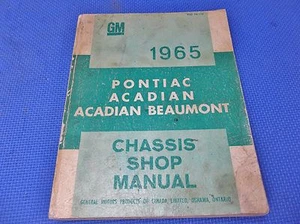 GM
1965
PONTIAC
ACADIAN
ACADIAN BEAUMONT
CHASSIS
SHOP
MANUAL
GENERAL MOTORS PRODUCTS OF CANADA LIMITED, OSHAWA, ONTARIO